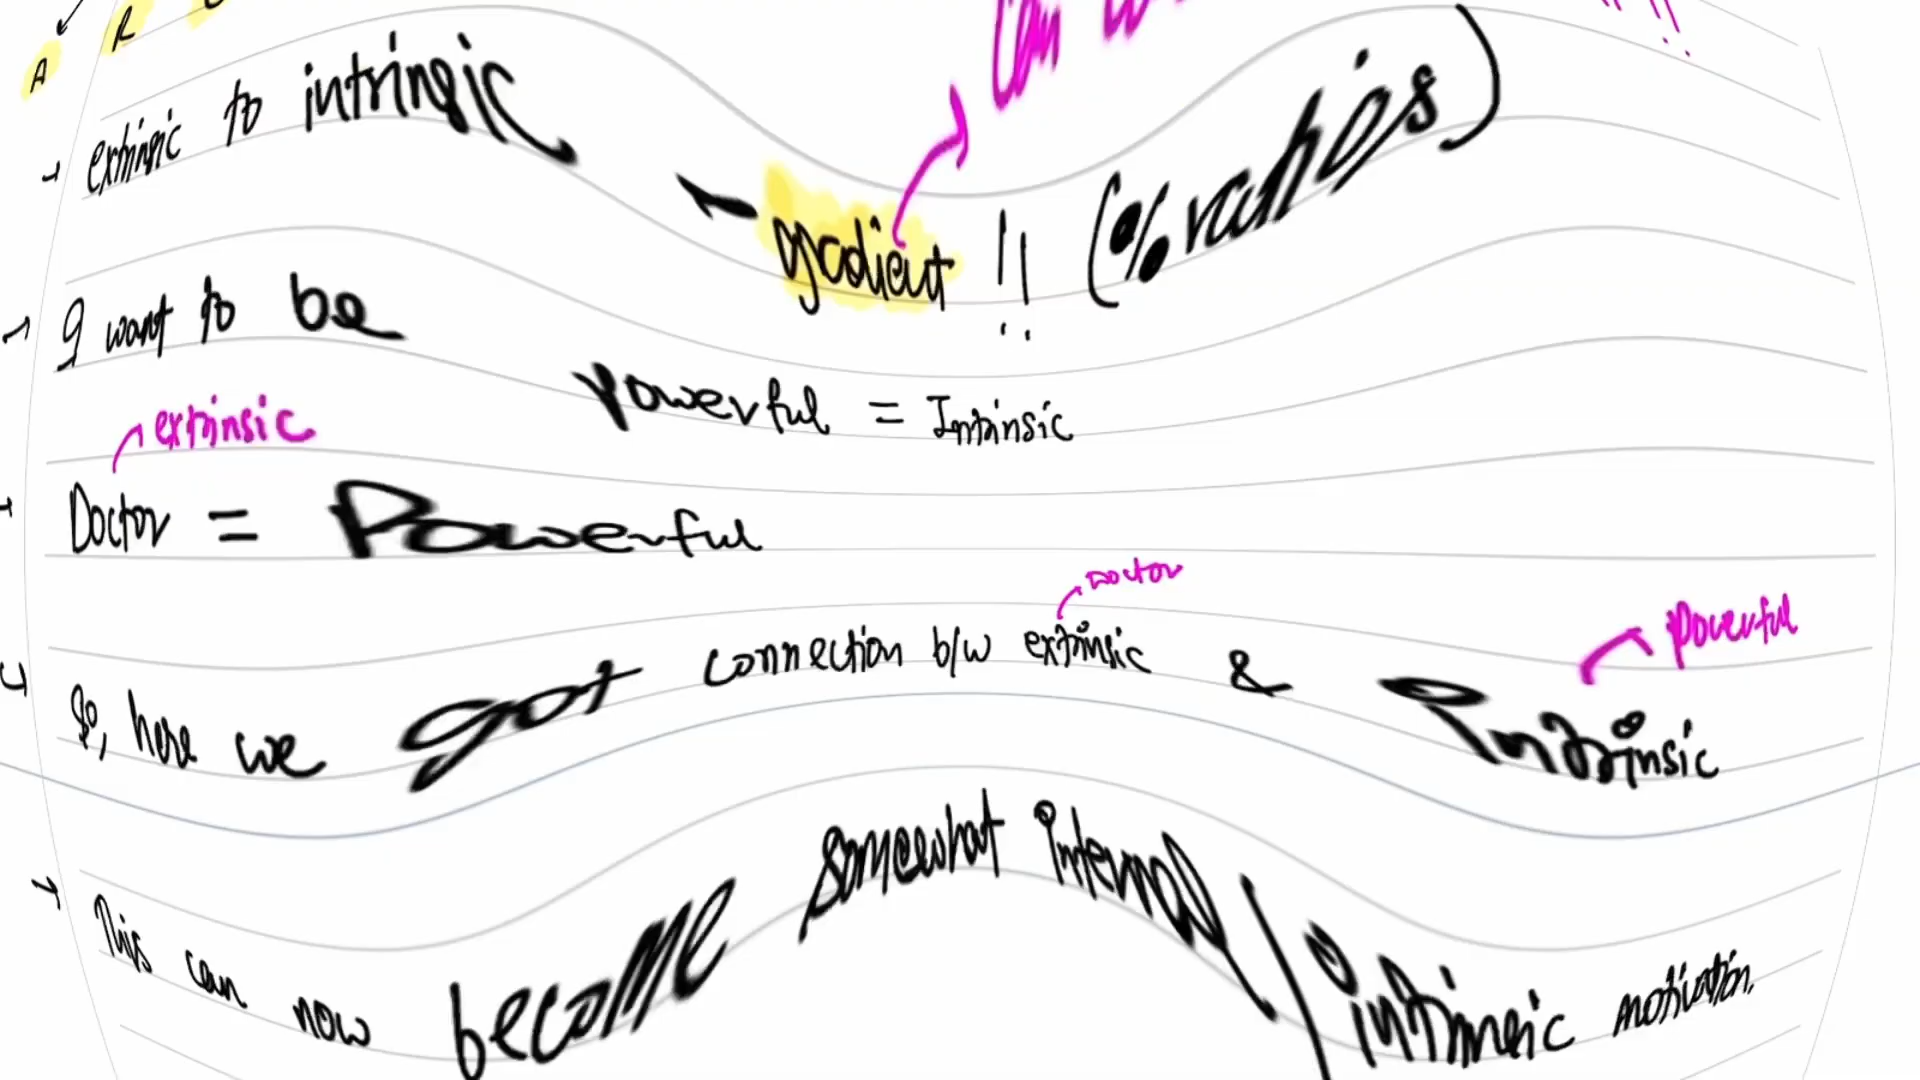 A R
Can
→ extrinsic to intrinsic - gradient !! (% ratios)
→ I want to be powerful = Intrinsic
extrinsic
→ Doctor = Powerful
Doctor
powerful
→ So, here we got connection b/w extrinsic & Intrinsic
→ This can now become somewhat internal / intrinsic motivation.